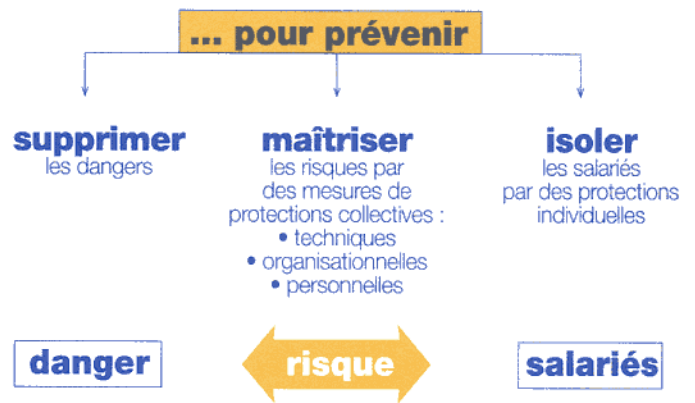 ... pour prévenir
supprimer
les dangers
maîtriser
les risques par
des mesures de
protections collectives :
• techniques
• organisationnelles
• personnelles
isoler
les salariés
par des protections
individuelles
danger
risque
salariés